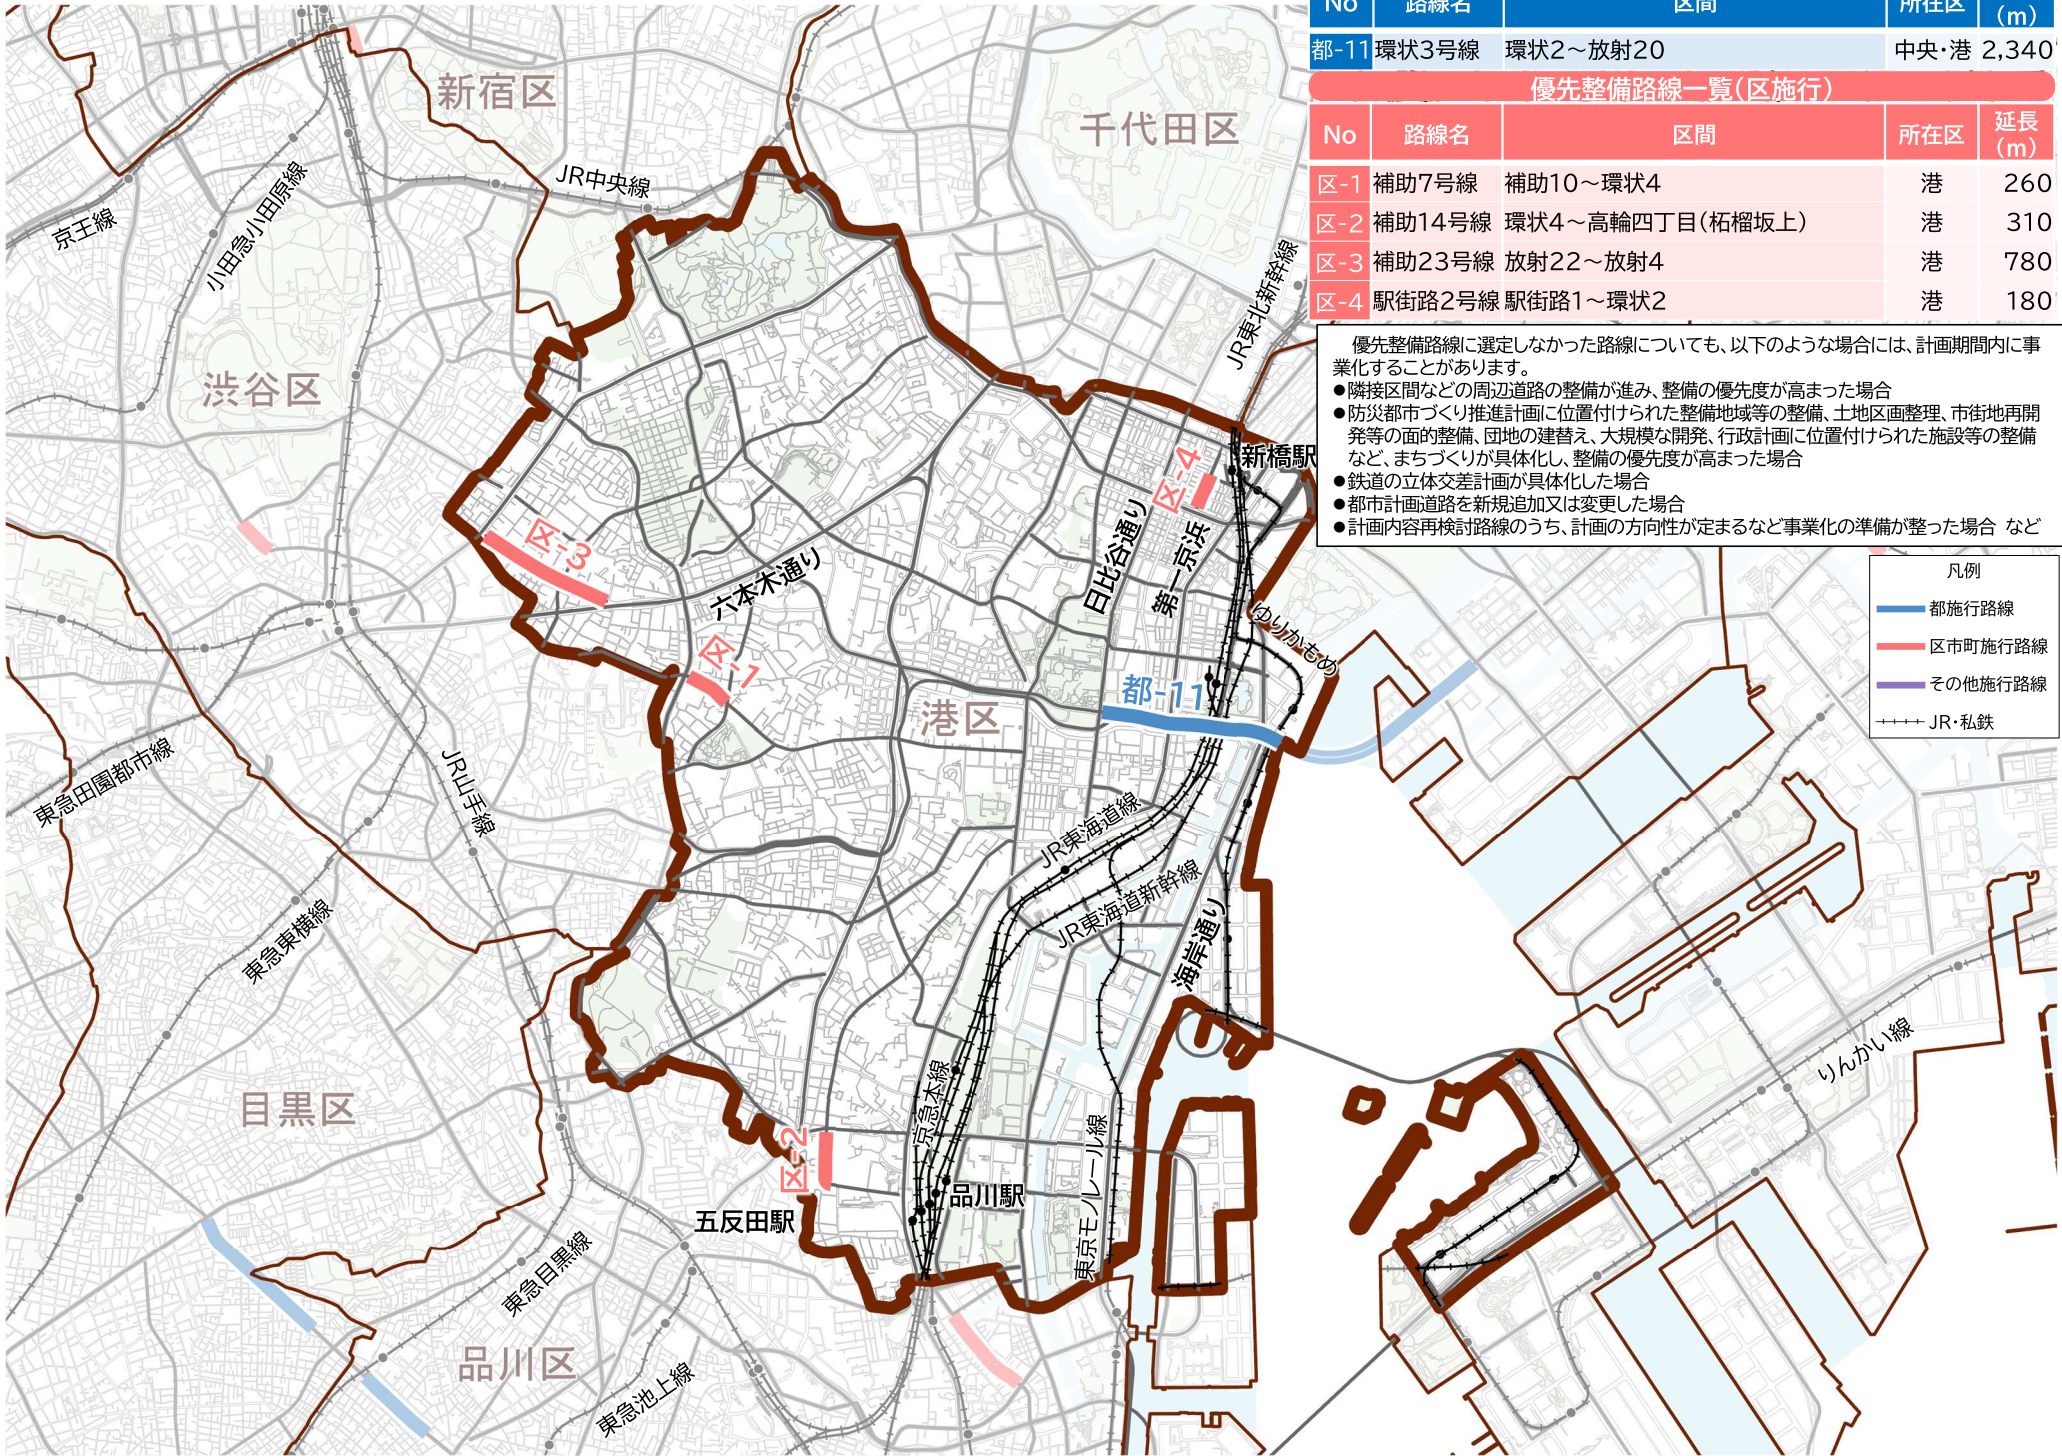 No 路線名 区間 所在区 (m)
都-11 環状3号線 環状2～放射20 中央・港 2,340
優先整備路線一覧(区施行)
No 路線名 区間 所在区 延長(m)
区-1 補助7号線 補助10～環状4 港 260
区-2 補助14号線 環状4～高輪四丁目(柘榴坂上) 港 310
区-3 補助23号線 放射22～放射4 港 780
区-4 駅街路2号線 駅街路1～環状2 港 180
優先整備路線に選定しなかった路線についても、以下のような場合には、計画期間内に事
業化することがあります。
●隣接区間などの周辺道路の整備が進み、整備の優先度が高まった場合
●防災都市づくり推進計画に位置付けられた整備地域等の整備、土地区画整理、市街地再開
発等の面的整備、団地の建替え、大規模な開発、行政計画に位置付けられた施設等の整備
など、まちづくりが具体化し、整備の優先度が高まった場合
●鉄道の立体交差計画が具体化した場合
●都市計画道路を新規追加又は変更した場合
●計画内容再検討路線のうち、計画の方向性が定まるなど事業化の準備が整った場合 など
凡例
都施行路線
区市町施行路線
その他施行路線
JR・私鉄
新宿区
千代田区
JR中央線
京王線
小田急小田原線
JR東北新幹線
渋谷区
新橋駅
区-4
日比谷通り
第一京浜
区-3
六本木通り
ゆりかもめ
区-1
都-11
港区
東急田園都市線
JR山手線
JR東海道線
JR東海道新幹線
海岸通り
東急東横線
りんかい線
目黒区
京急本線
東京モノレール線
区-2
品川駅
五反田駅
東急目黒線
品川区
東急池上線